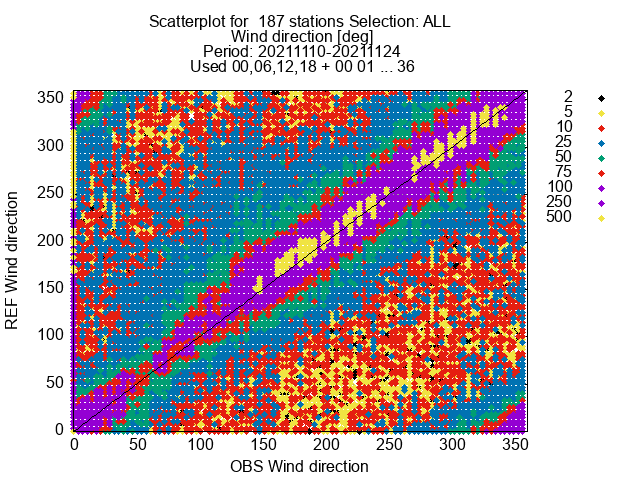 Scatterplot for  187 stations Selection: ALL
Wind direction [deg]
Period: 20211110-20211124
Used 00,06,12,18 + 00 01 ... 36
REF Wind direction
350
300
250
200
150
100
50
0
0 50 100 150 200 250 300 350
OBS Wind direction
2
5
10
25
50
75
100
250
500